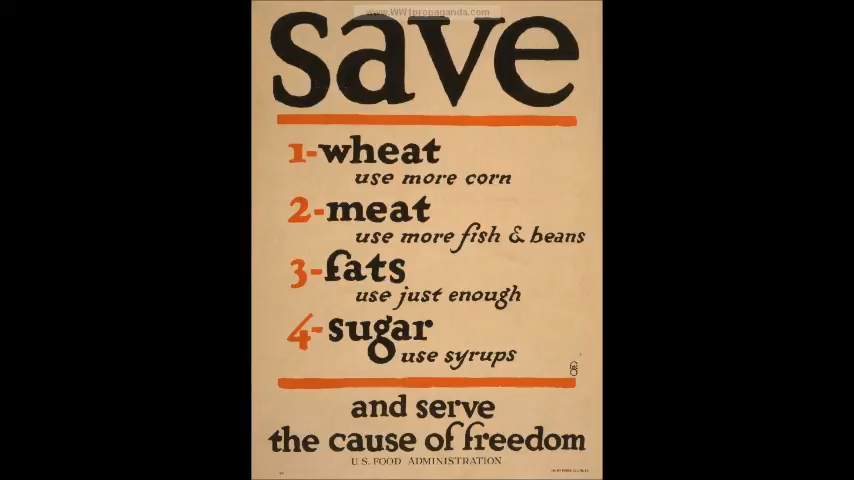 www.WW1propaganda.com
save
1-wheat
use more corn
2-meat
use more fish & beans
3-fats
use just enough
4-sugar
use syrups
and serve
the cause of freedom
U.S. FOOD ADMINISTRATION